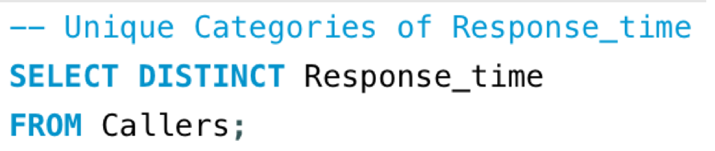 -- Unique Categories of Response_time
SELECT DISTINCT Response_time
FROM Callers;